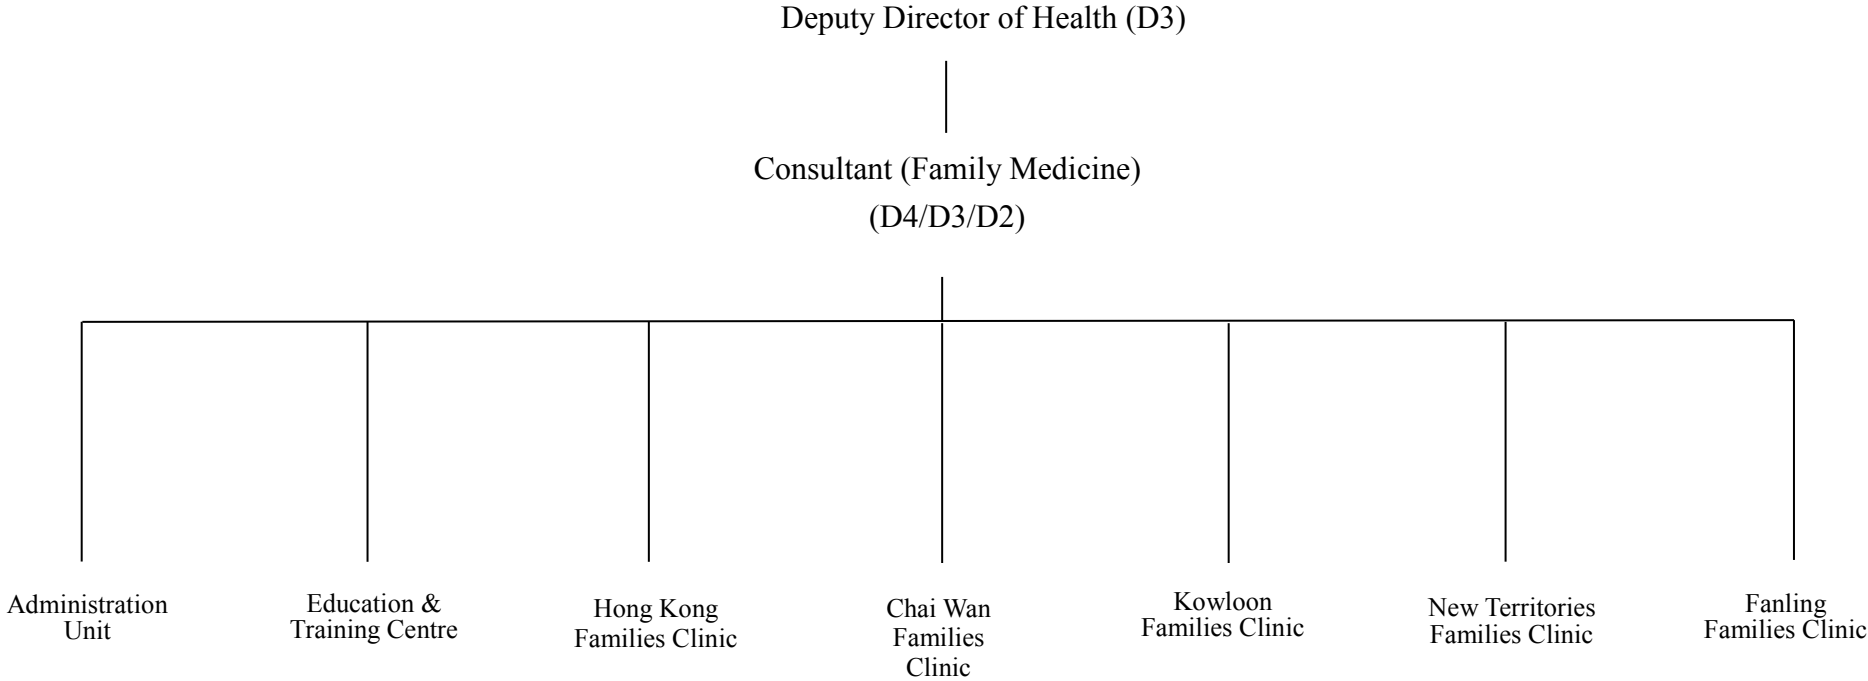 Deputy Director of Health (D3)
Consultant (Family Medicine)
(D4/D3/D2)
Administration
Unit
Education &
Training Centre
Hong Kong
Families Clinic
Chai Wan
Families
Clinic
Kowloon
Families Clinic
New Territories
Families Clinic
Fanling
Families Clinic